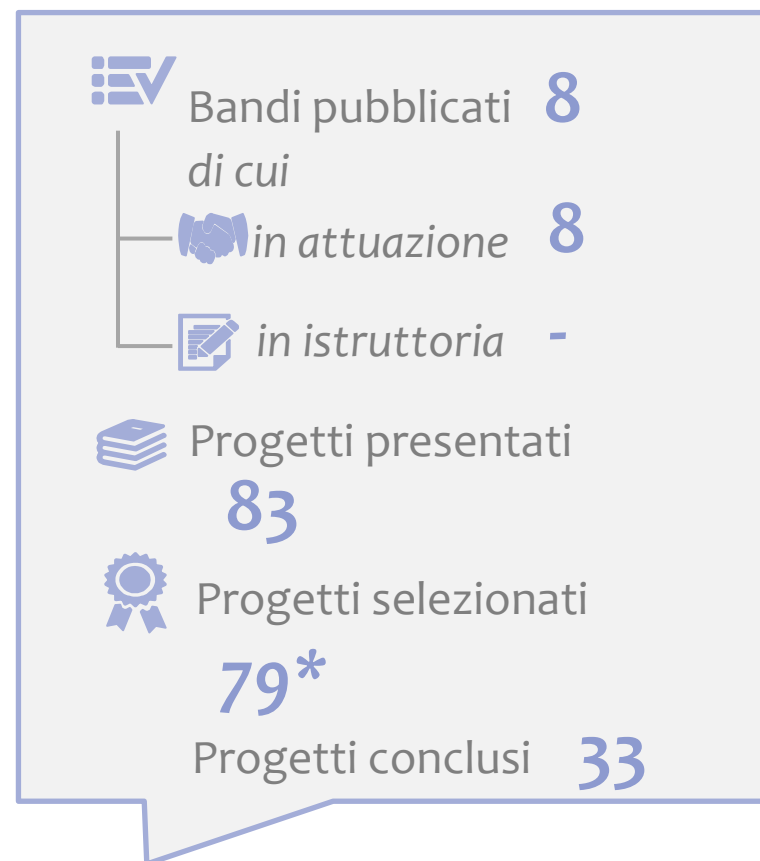 Bandi pubblicati 8
di cui
in attuazione 8
in istruttoria -
Progetti presentati
83
Progetti selezionati
79*
Progetti conclusi 33